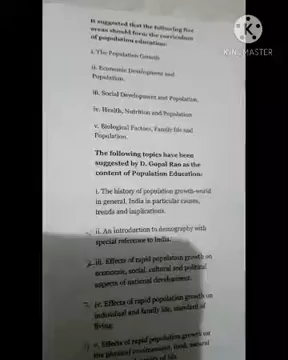 It suggested that the following five
areas should form the curriculum
of population education:
i. The Population Growth
ii. Economic Development and
Population.
iii. Social Development and Population.
iv. Health, Nutrition and Population
v. Biological Factors, Family life and
Population.
The following topics have been
suggested by D. Gopal Rao as the
content of Population Education:
i. The history of population growth-world
in general, India in particular causes,
trends and implications.
ii. An introduction to demography with
special reference to India.
iii. Effects of rapid population growth on
economic, social, cultural and political
aspects of national development.
iv. Effects of rapid population growth on
individual and family life, standard of
living.
v. Effects of rapid population growth on
the physical environment, food, natural
KINEMASTER